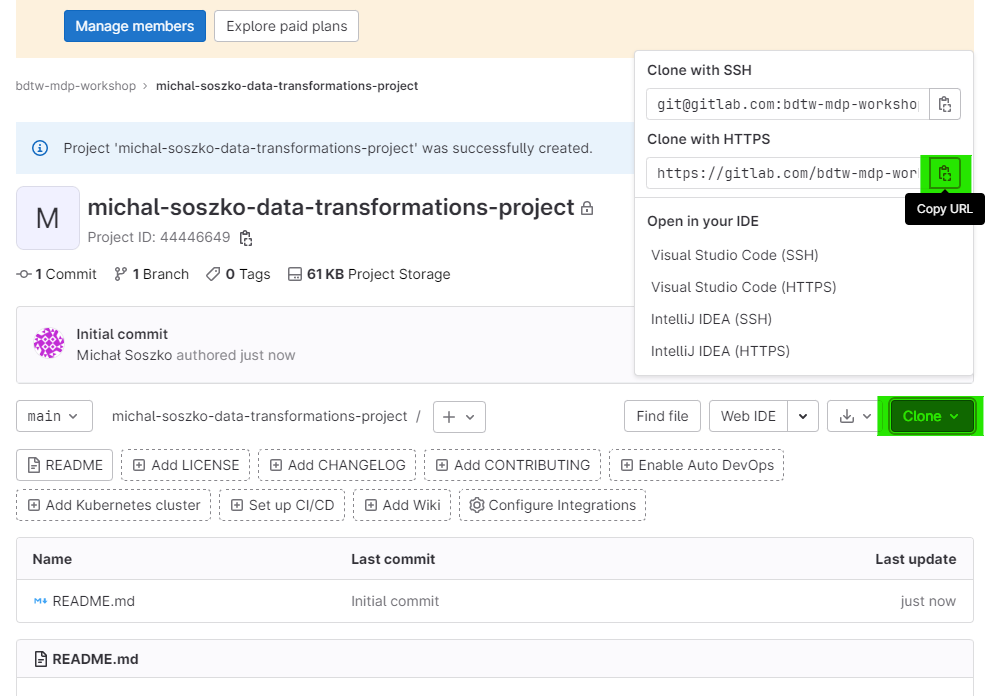 Manage members
Explore paid plans
bdtw-mdp-workshop › michal-soszko-data-transformations-project
Project 'michal-soszko-data-transformations-project' was successfully created.
M
michal-soszko-data-transformations-project
Project ID: 44446649
1 Commit 1 Branch 0 Tags 61 KB Project Storage
Initial commit
Michał Soszko authored just now
Clone with SSH
git@gitlab.com:bdtw-mdp-worksho
Clone with HTTPS
https://gitlab.com/bdtw-mdp-wor
Copy URL
Open in your IDE
Visual Studio Code (SSH)
Visual Studio Code (HTTPS)
IntelliJ IDEA (SSH)
IntelliJ IDEA (HTTPS)
main michal-soszko-data-transformations-project / + Find file Web IDE Clone
README Add LICENSE Add CHANGELOG Add CONTRIBUTING Enable Auto DevOps
Add Kubernetes cluster Set up CI/CD Add Wiki Configure Integrations
Name Last commit Last update
README.md Initial commit just now
README.md